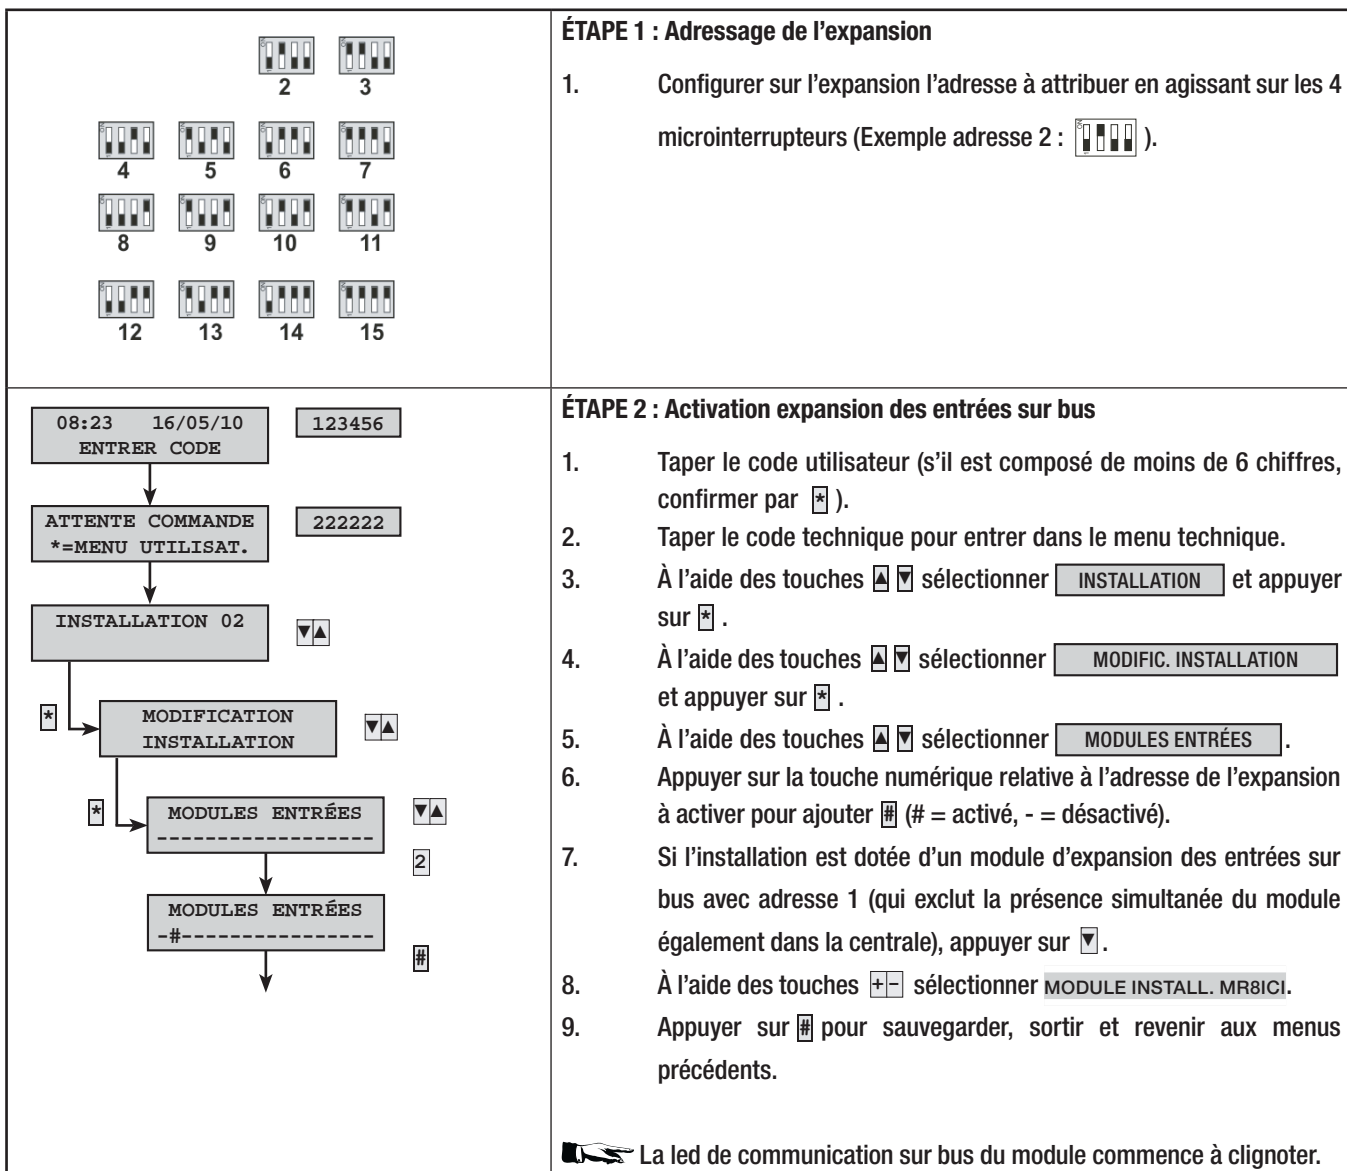 2 3
4 5 6 7
8 9 10 11
12 13 14 15
ÉTAPE 1 : Adressage de l'expansion
1. Configurer sur l'expansion l'adresse à attribuer en agissant sur les 4
microinterrupteurs (Exemple adresse 2 : ).
08:23 16/05/10
ENTRER CODE
123456
ATTENTE COMMANDE
*=MENU UTILISAT.
222222
INSTALLATION 02
▼▲
*
MODIFICATION
INSTALLATION
▼▲
*
MODULES ENTRÉES
------------------
▼▲
2
MODULES ENTRÉES
-#----------------
#
ÉTAPE 2 : Activation expansion des entrées sur bus
1. Taper le code utilisateur (s'il est composé de moins de 6 chiffres,
confirmer par * ).
2. Taper le code technique pour entrer dans le menu technique.
3. À l'aide des touches ▲ ▼ sélectionner INSTALLATION et appuyer
sur * .
4. À l'aide des touches ▲ ▼ sélectionner MODIFIC. INSTALLATION
et appuyer sur * .
5. À l'aide des touches ▲ ▼ sélectionner MODULES ENTRÉES .
6. Appuyer sur la touche numérique relative à l'adresse de l'expansion
à activer pour ajouter # (# = activé, - = désactivé).
7. Si l'installation est dotée d'un module d'expansion des entrées sur
bus avec adresse 1 (qui exclut la présence simultanée du module
également dans la centrale), appuyer sur ▼ .
8. À l'aide des touches +- sélectionner MODULE INSTALL. MR8ICI.
9. Appuyer sur # pour sauvegarder, sortir et revenir aux menus
précédents.
La led de communication sur bus du module commence à clignoter.